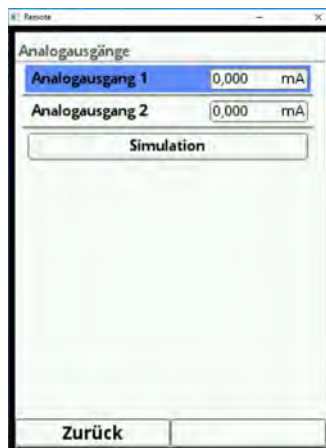 Remote
Analogausgänge
Analogausgang 1 0,000 mA
Analogausgang 2 0,000 mA
Simulation
Zurück